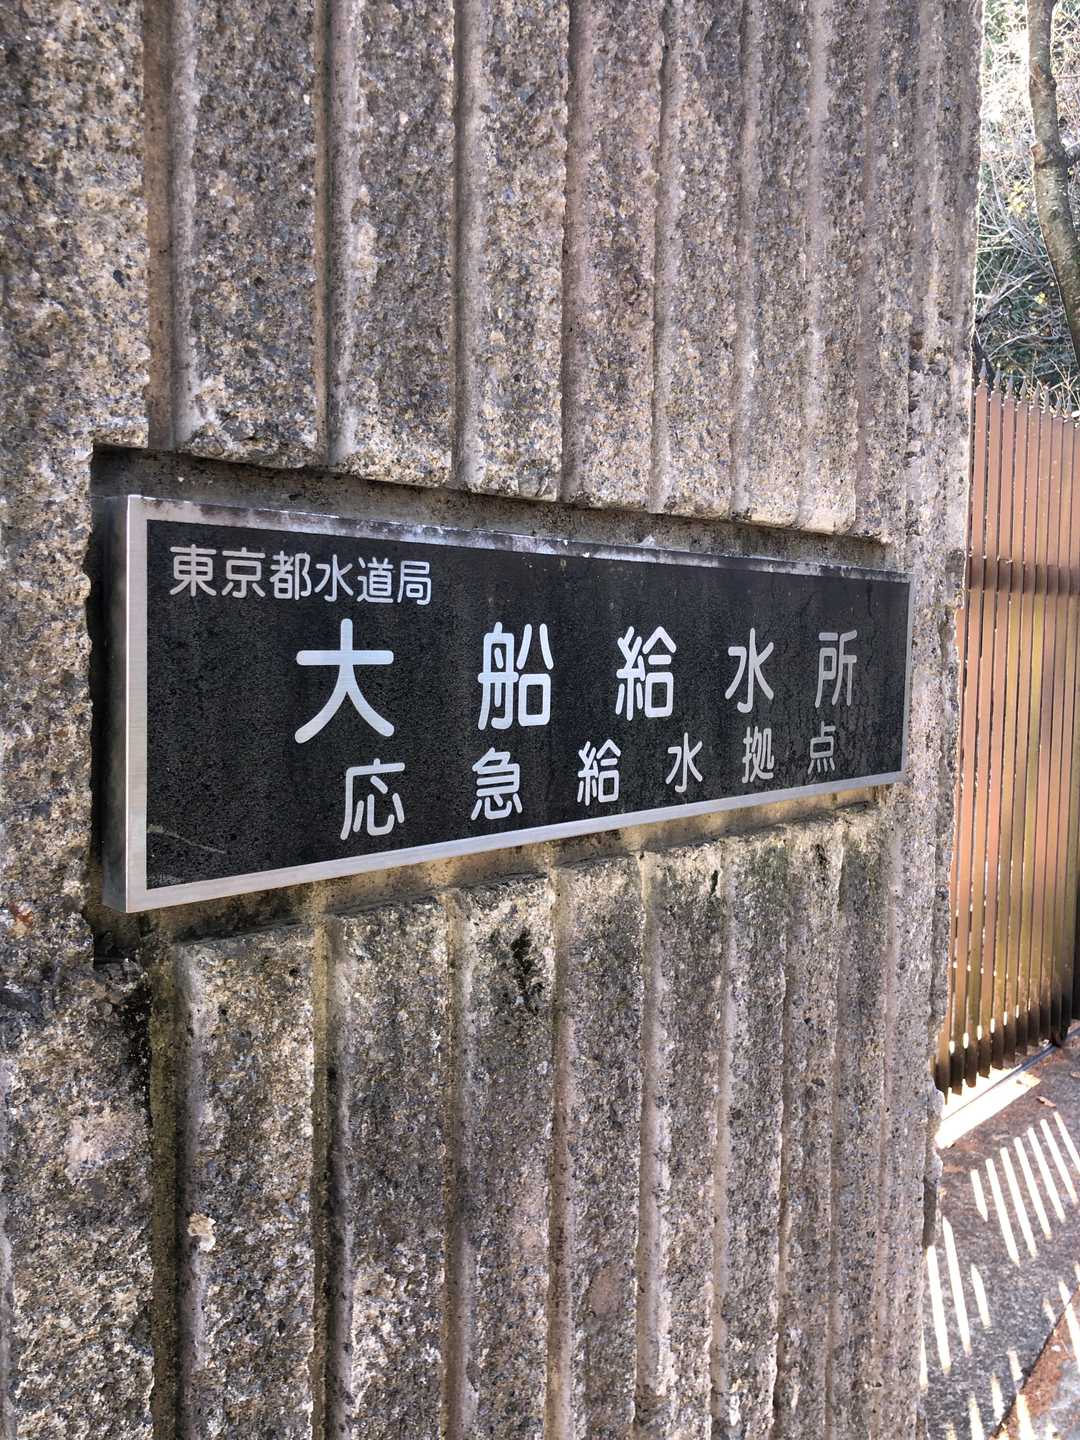 東京都水道局
大船給水所
応急給水拠点